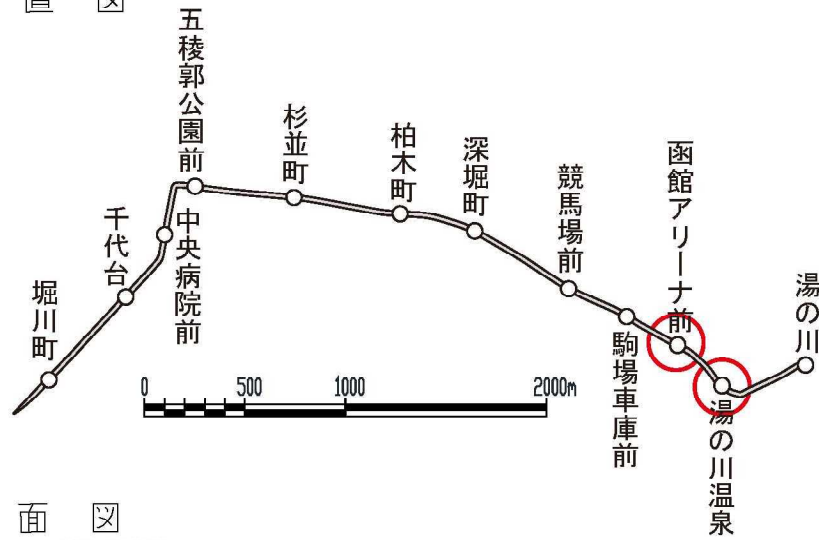 置 図
五稜郭公園前
杉並町
柏木町
深堀町
競馬場前
函館アリーナ前
湯の川
千代台
中央病院前
堀川町
駒場車庫前
湯の川温泉
0 500 1000 2000m
面 図